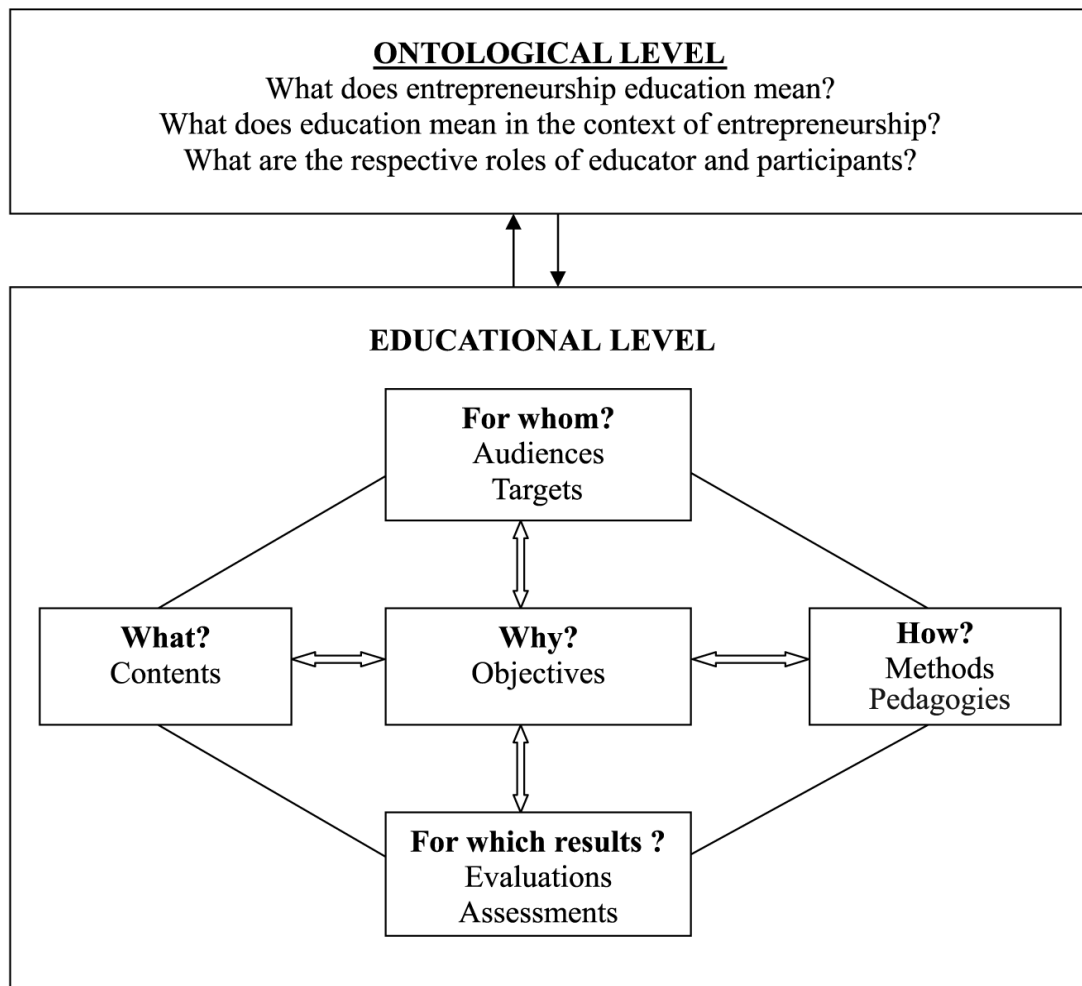 ONTOLOGICAL LEVEL
What does entrepreneurship education mean?
What does education mean in the context of entrepreneurship?
What are the respective roles of educator and participants?
EDUCATIONAL LEVEL
For whom?
Audiences
Targets
What?
Contents
Why?
Objectives
How?
Methods
Pedagogies
For which results ?
Evaluations
Assessments